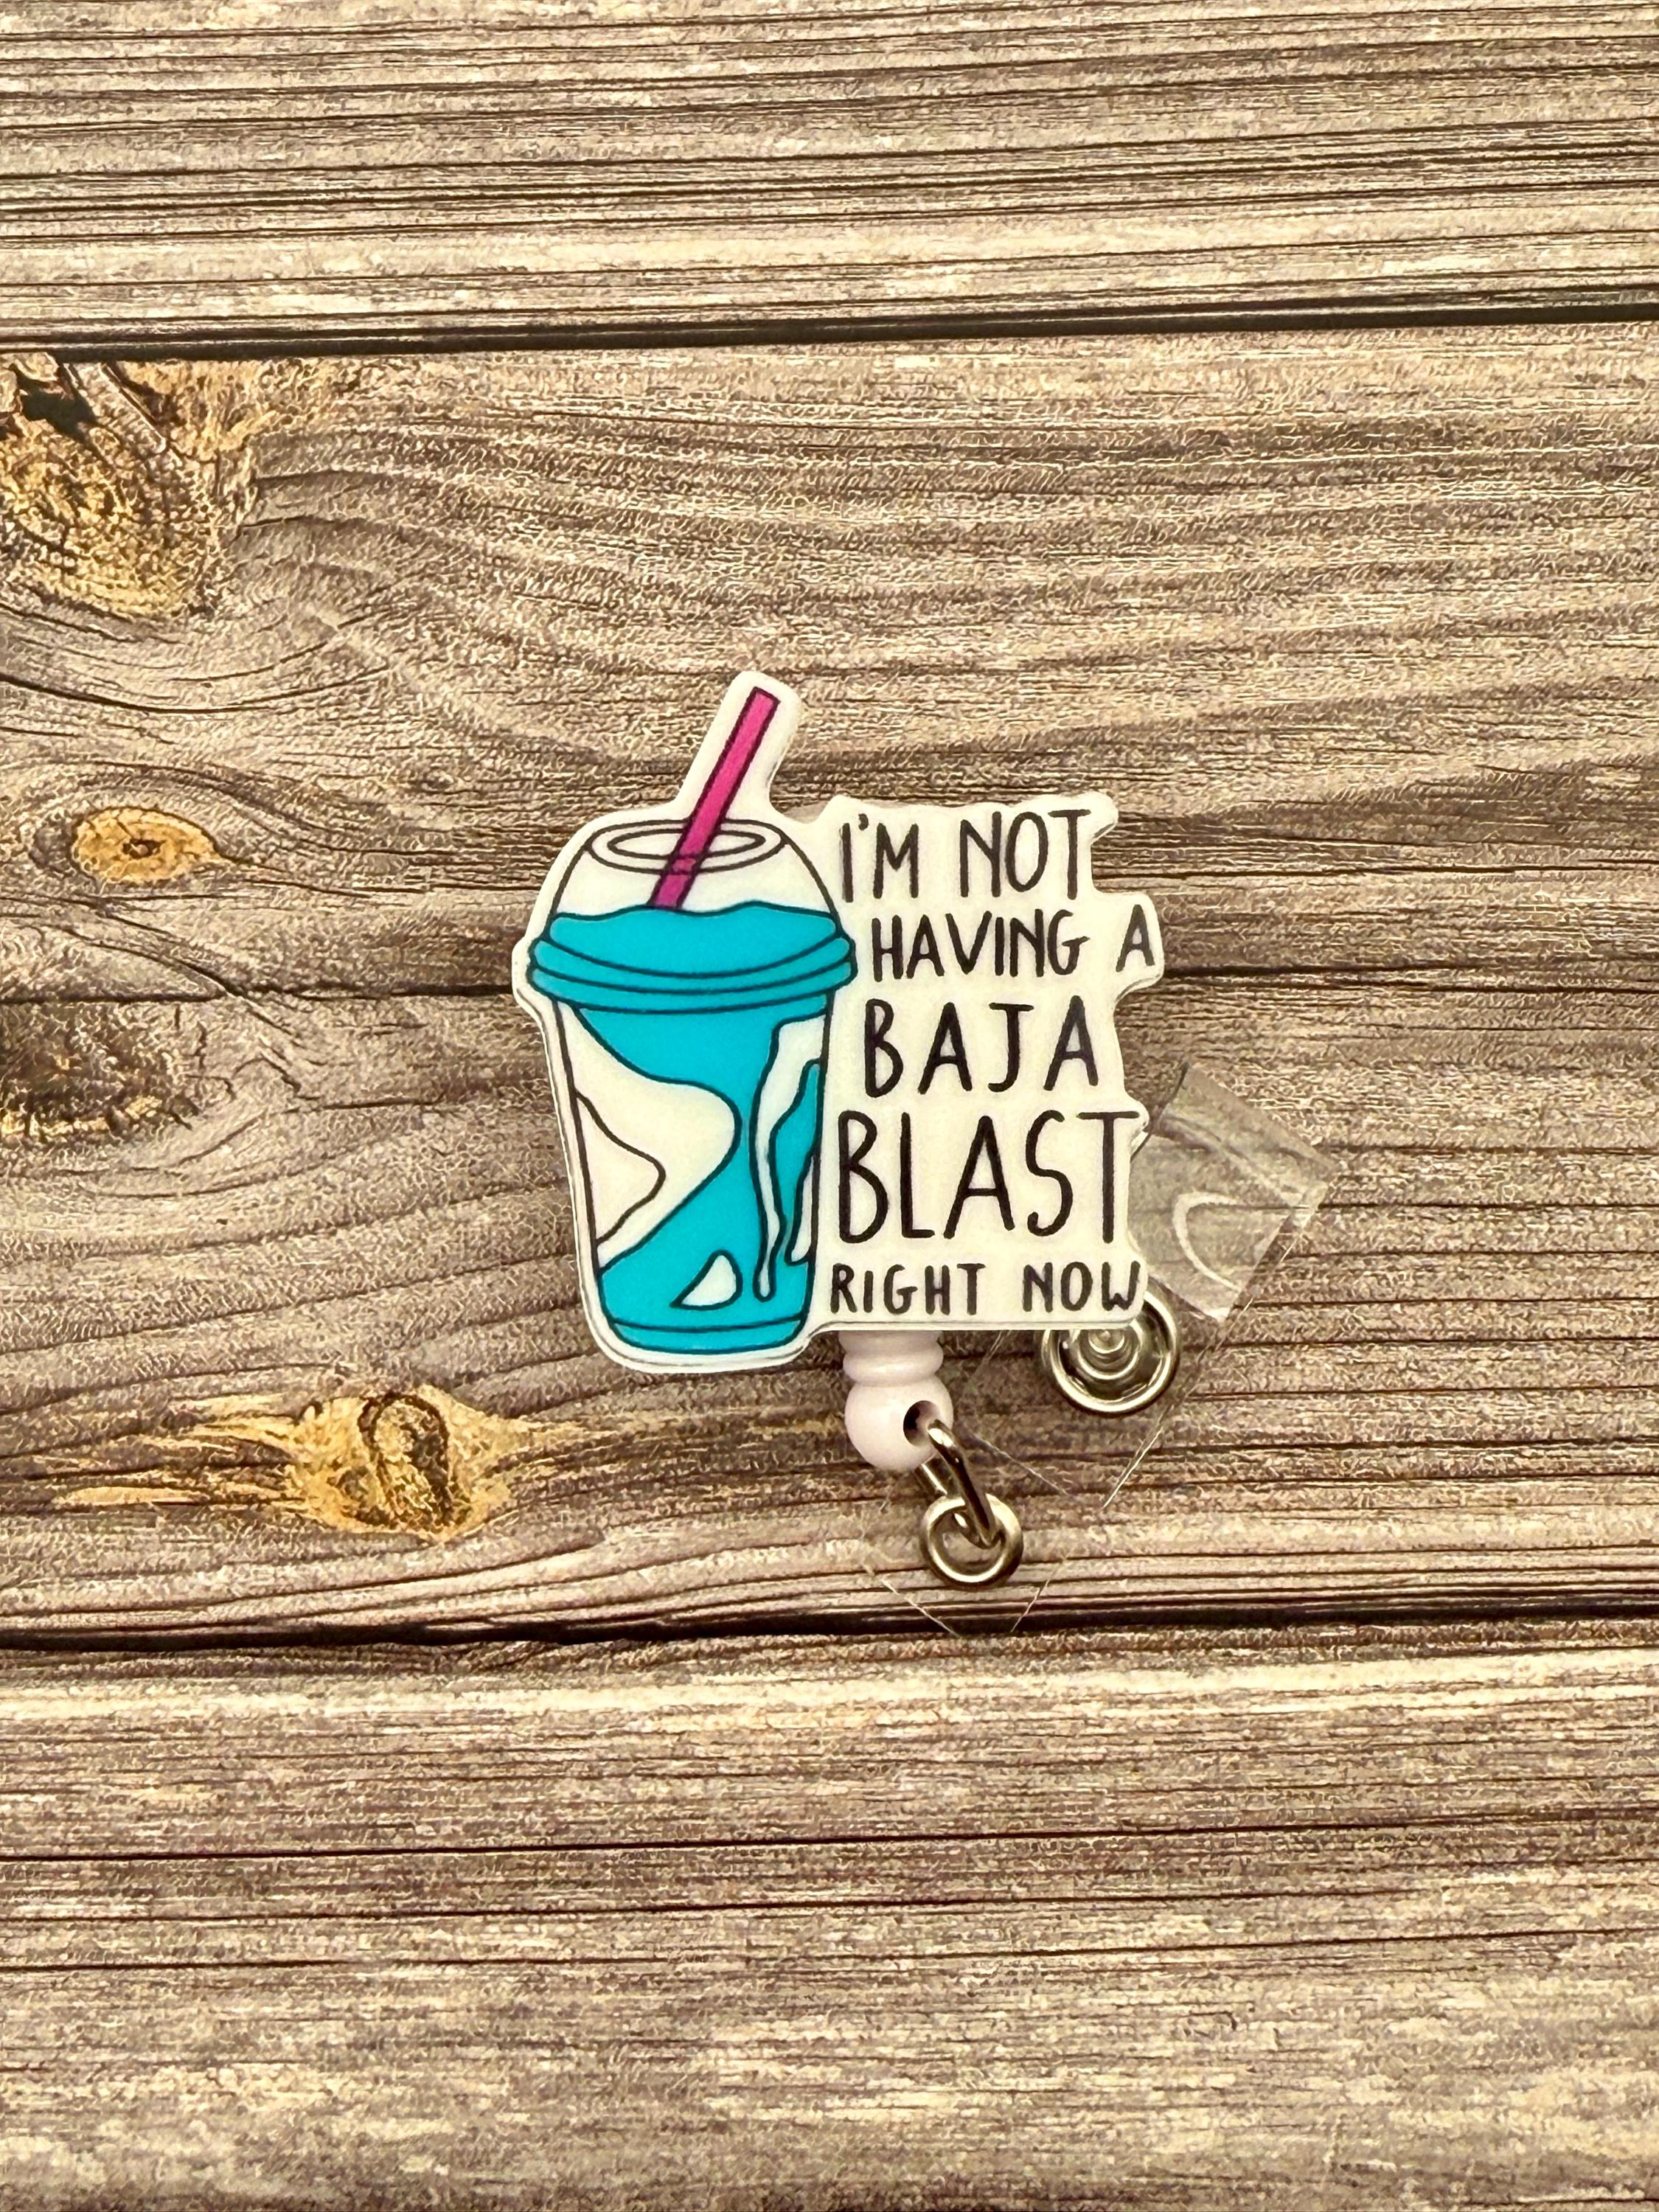 I'M NOT
HAVING A
BAJA
BLAST
RIGHT NOW